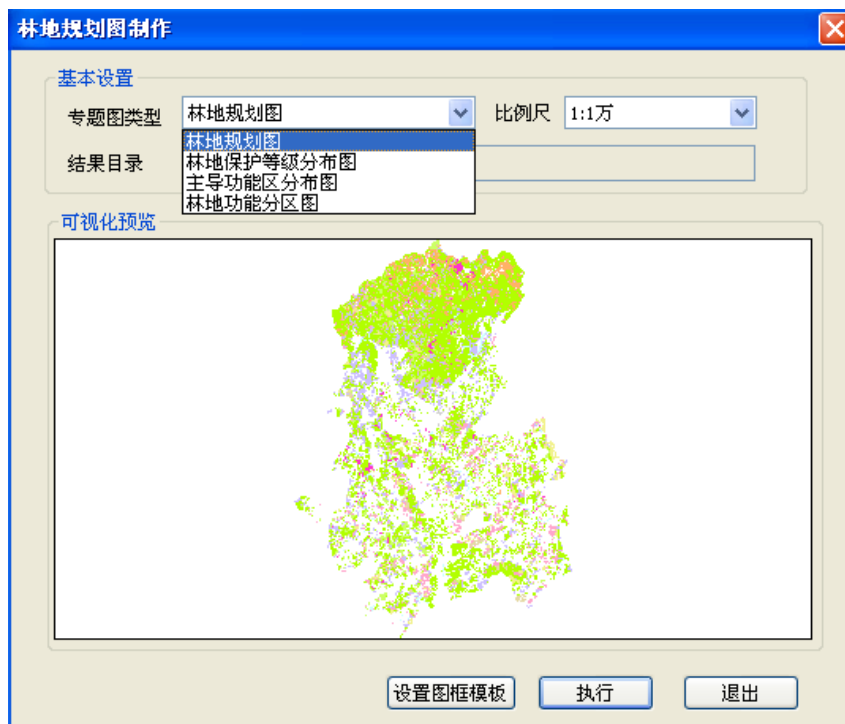 林地规划图制作
基本设置
专题图类型 林地规划图 比例尺 1:1万
林地规划图
结果目录 林地保护等级分布图
主导功能区分布图
林地功能分区图
可视化预览
设置图框模板 执行 退出